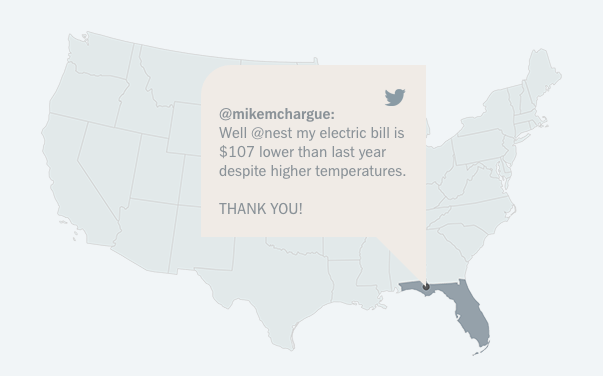 @mikemchargue:
Well @nest my electric bill is
$107 lower than last year
despite higher temperatures.
THANK YOU!